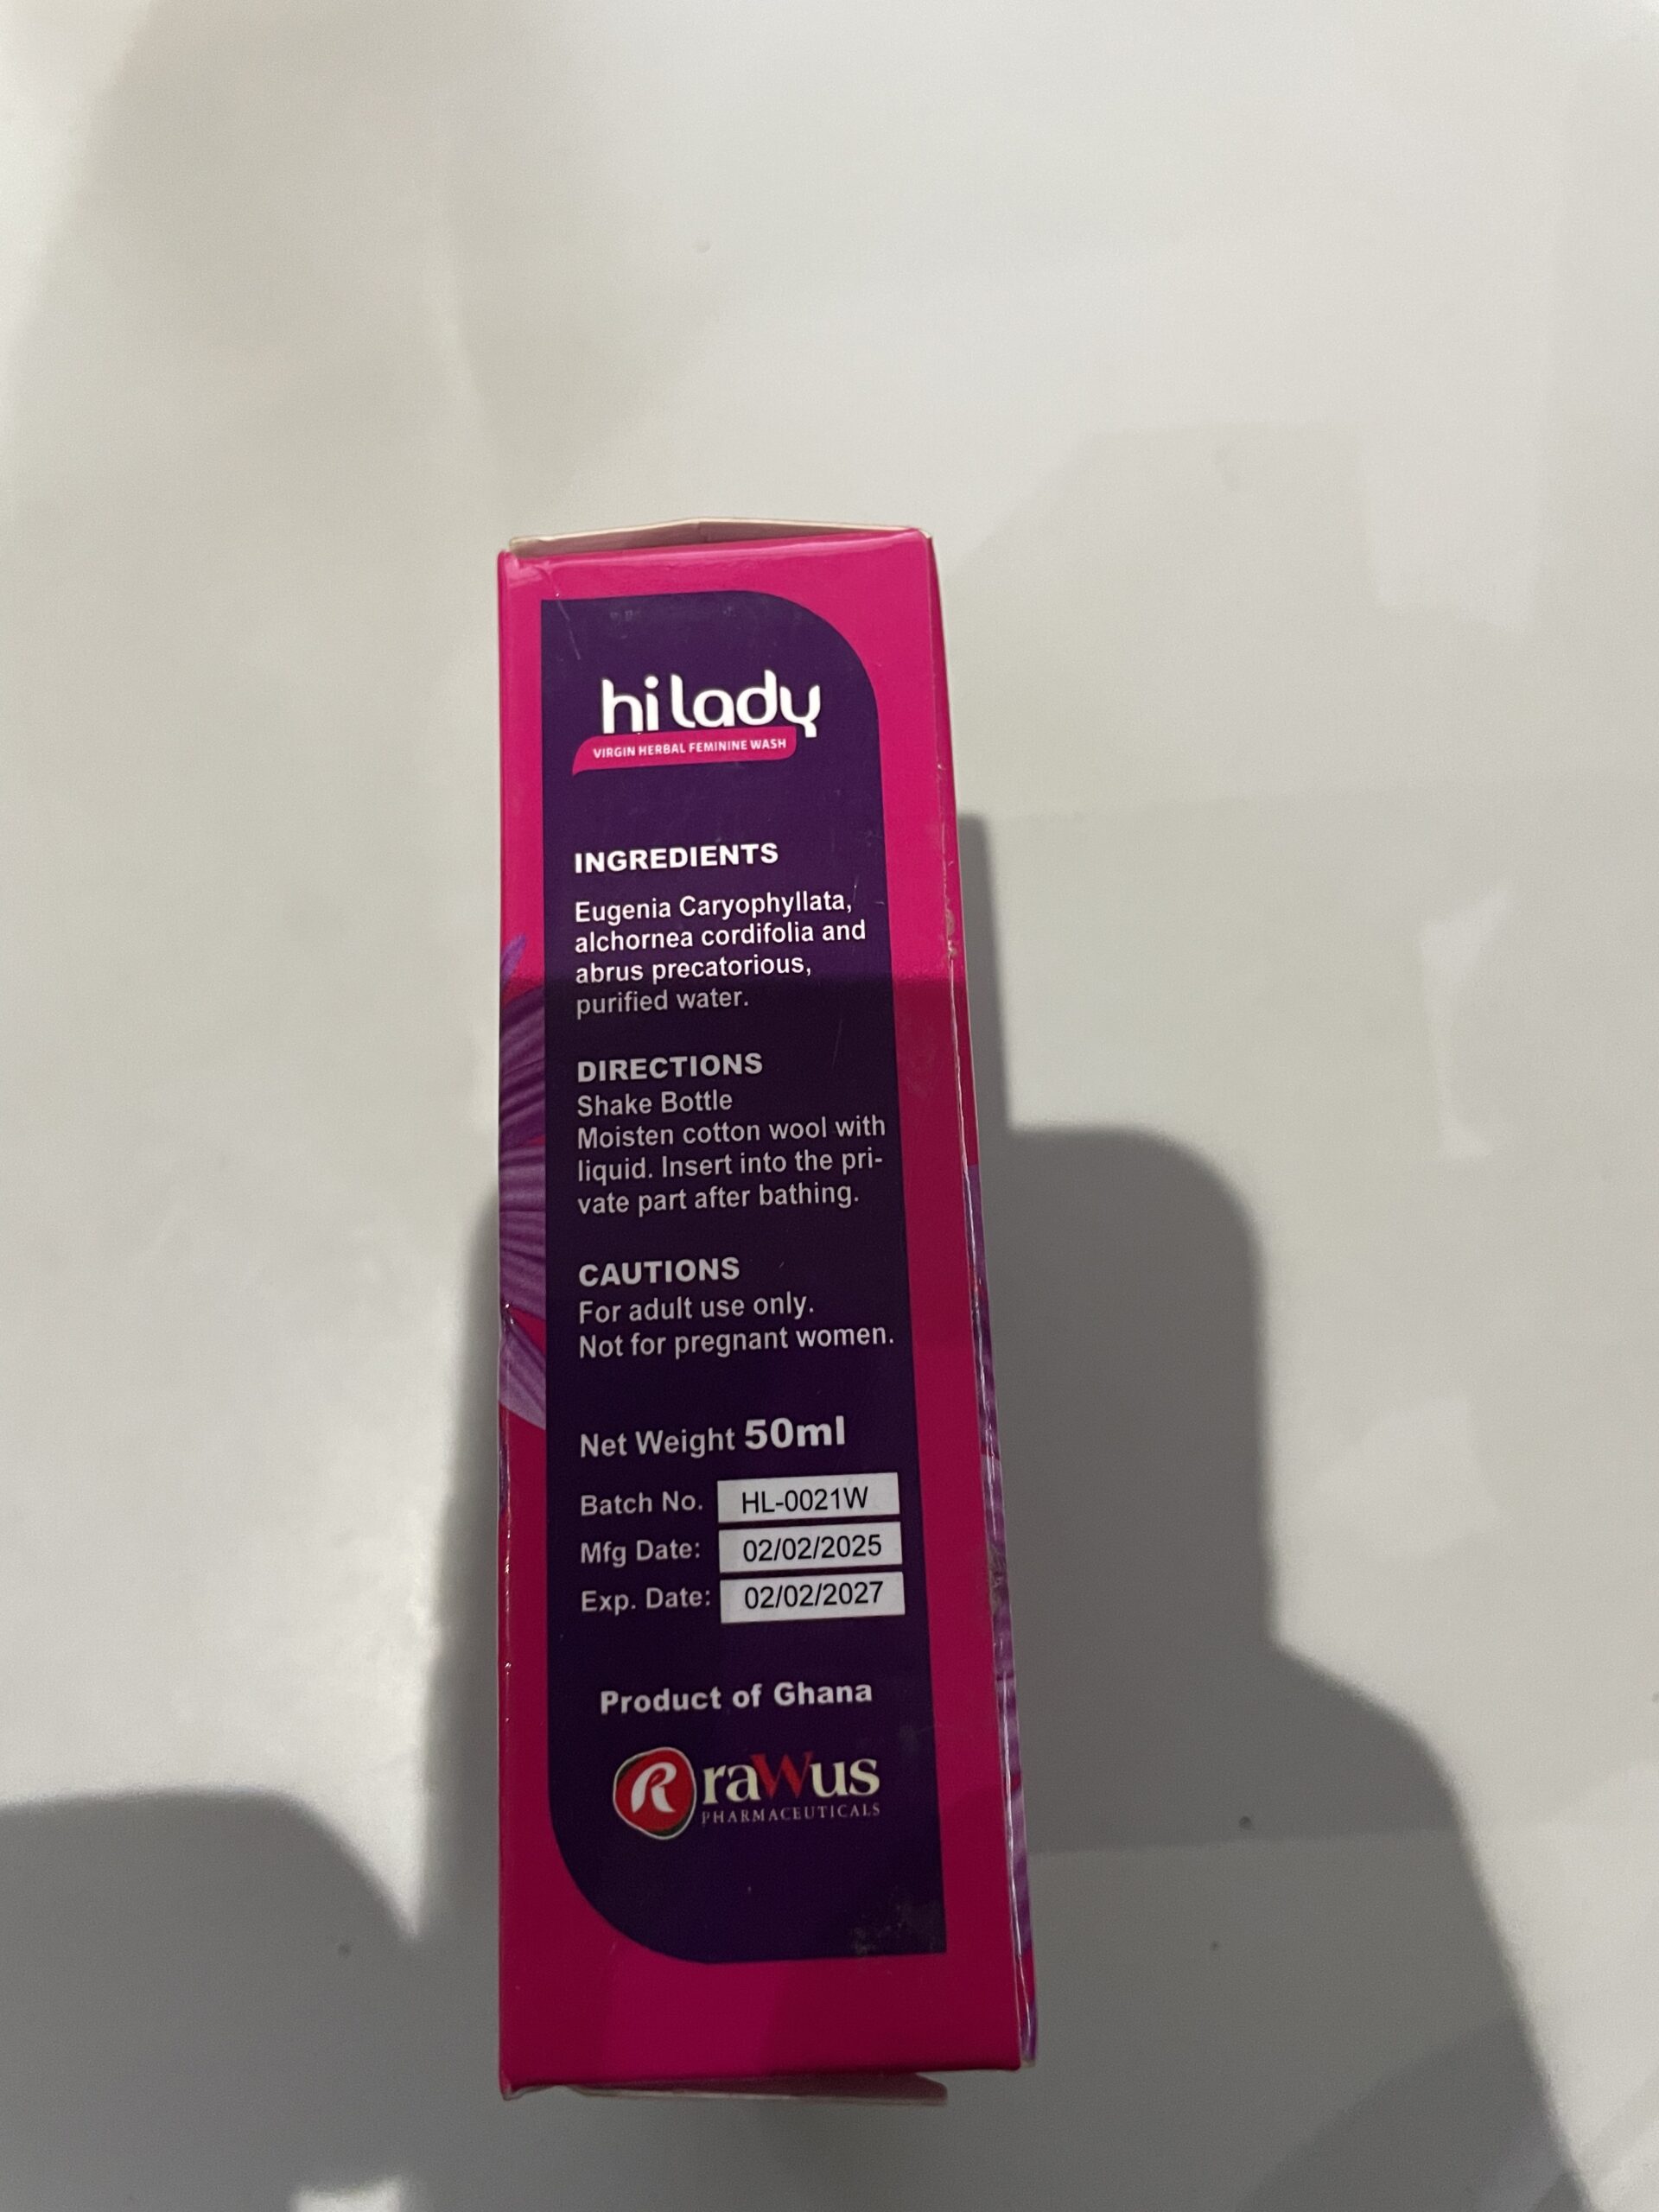 hi lady
VIRGIN HERBAL FEMININE WASH
INGREDIENTS
Eugenia Caryophyllata,
alchornea cordifolia and
abrus precatorious,
purified water.
DIRECTIONS
Shake Bottle
Moisten cotton wool with
liquid. Insert into the pri-
vate part after bathing.
CAUTIONS
For adult use only.
Not for pregnant women.
Net Weight 50ml
Batch No. HL-0021W
Mfg Date: 02/02/2025
Exp. Date: 02/02/2027
Product of Ghana
R raWus
PHARMACEUTICALS